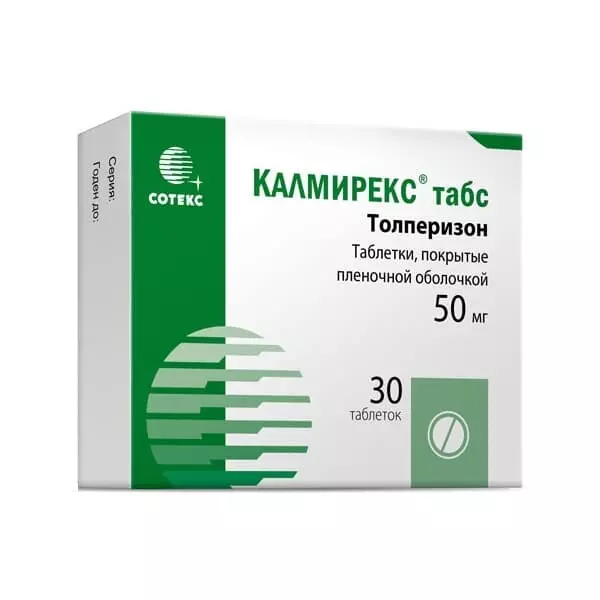 Серия:
Годен до:
СОТЕКС
КАЛМИРЕКС® табс
Толперизон
Таблетки, покрытые
пленочной оболочкой
50 мг
30
таблеток